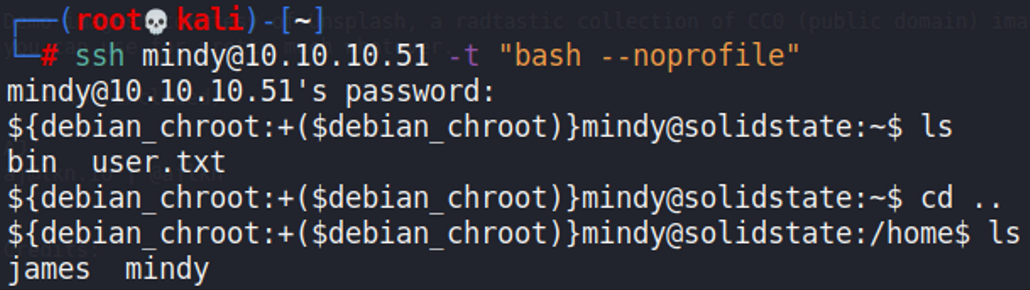 ┌──(root💀kali)-[~]
└─# ssh mindy@10.10.10.51 -t "bash --noprofile"
mindy@10.10.10.51's password:
${debian_chroot:+($debian_chroot)}mindy@solidstate:~$ ls
bin  user.txt
${debian_chroot:+($debian_chroot)}mindy@solidstate:~$ cd ..
${debian_chroot:+($debian_chroot)}mindy@solidstate:/home$ ls
james  mindy